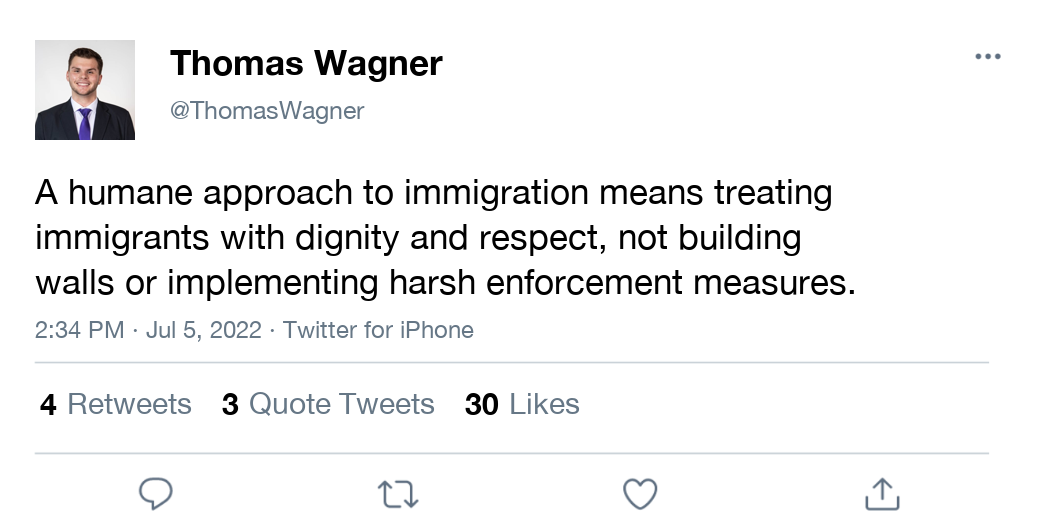 Thomas Wagner
@ThomasWagner
A humane approach to immigration means treating
immigrants with dignity and respect, not building
walls or implementing harsh enforcement measures.
2:34 PM · Jul 5, 2022 · Twitter for iPhone
4 Retweets 3 Quote Tweets 30 Likes